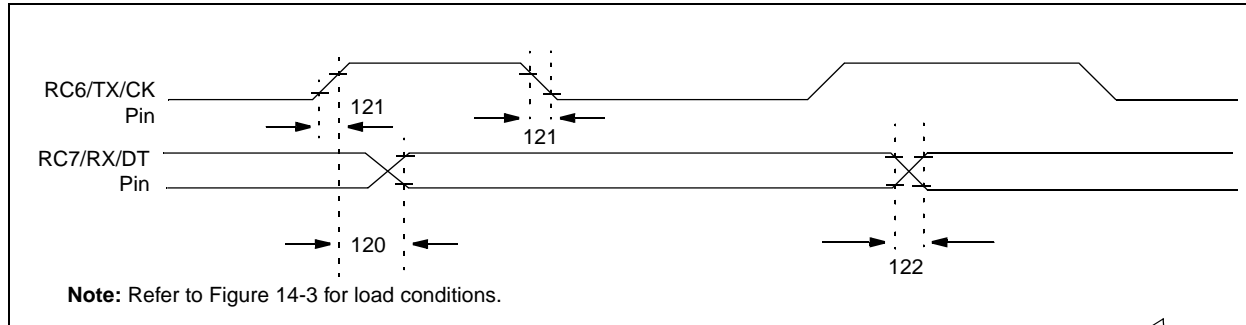 RC6/TX/CK
Pin
121
121
RC7/RX/DT
Pin
120
122
Note: Refer to Figure 14-3 for load conditions.